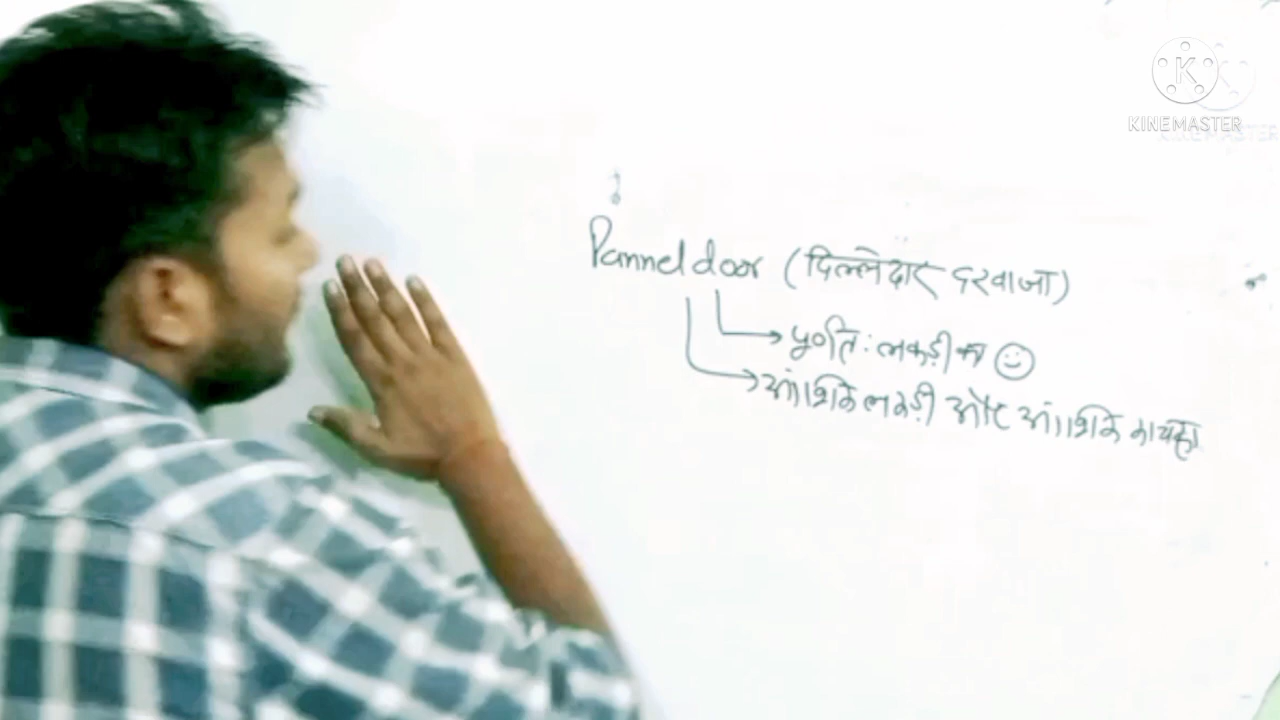 KINEMASTER
Pannel door (दिल्लेदार दरवाजा)
पूर्णतः लकड़ी का
आंशिक लकड़ी और आंशिक काच का